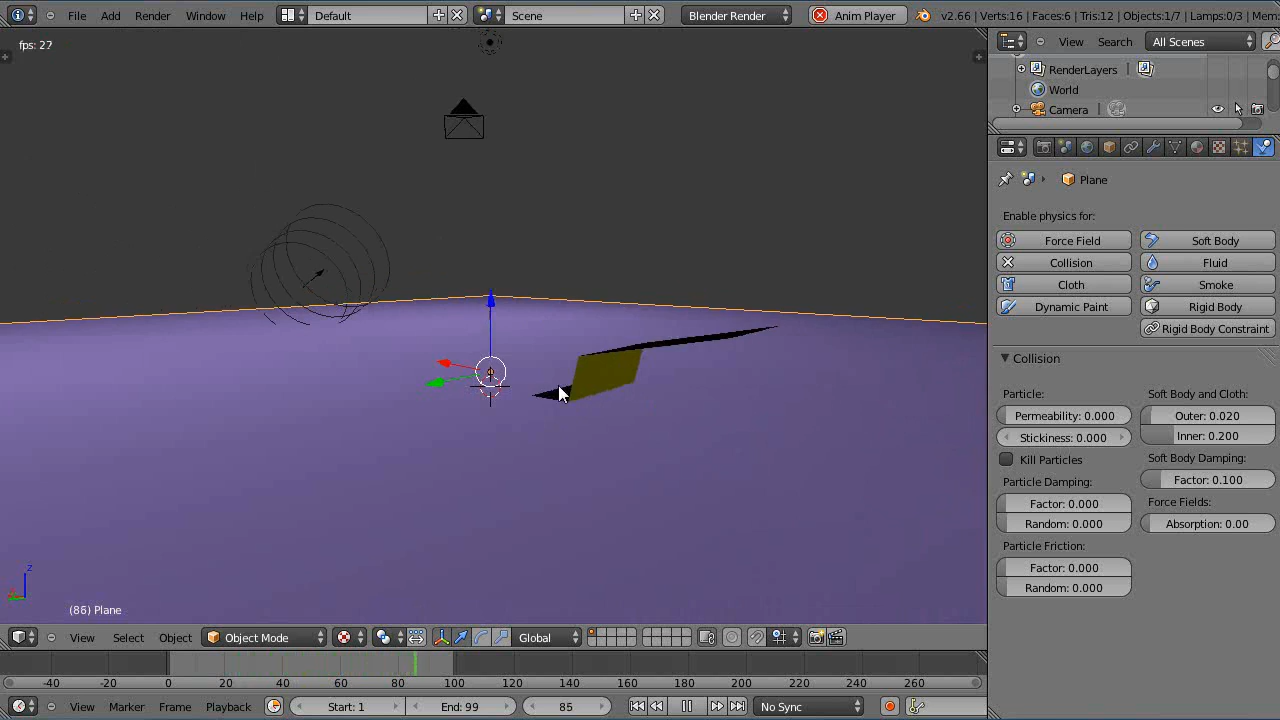 File Add Render Window Help Default Scene Blender Render Anim Player v2.66 | Verts:16 | Faces:6 | Tris:12 | Objects:1/7 | Lamps:0/3 | Mem
fps: 27
View Search All Scenes
RenderLayers
World
Camera
Plane
Enable physics for:
Force Field Soft Body
Collision Fluid
Cloth Smoke
Dynamic Paint Rigid Body
Rigid Body Constraint
Collision
Particle: Soft Body and Cloth:
Permeability: 0.000 Outer: 0.020
Stickiness: 0.000 Inner: 0.200
Kill Particles Soft Body Damping:
Particle Damping: Factor: 0.100
Factor: 0.000 Force Fields:
Random: 0.000 Absorption: 0.00
Particle Friction:
Factor: 0.000
Random: 0.000
z
(86) Plane
View Select Object Object Mode Global
-40 -20 0 20 40 60 80 100 120 140 160 180 200 220 240 260
View Marker Frame Playback Start: 1 End: 99 85 No Sync